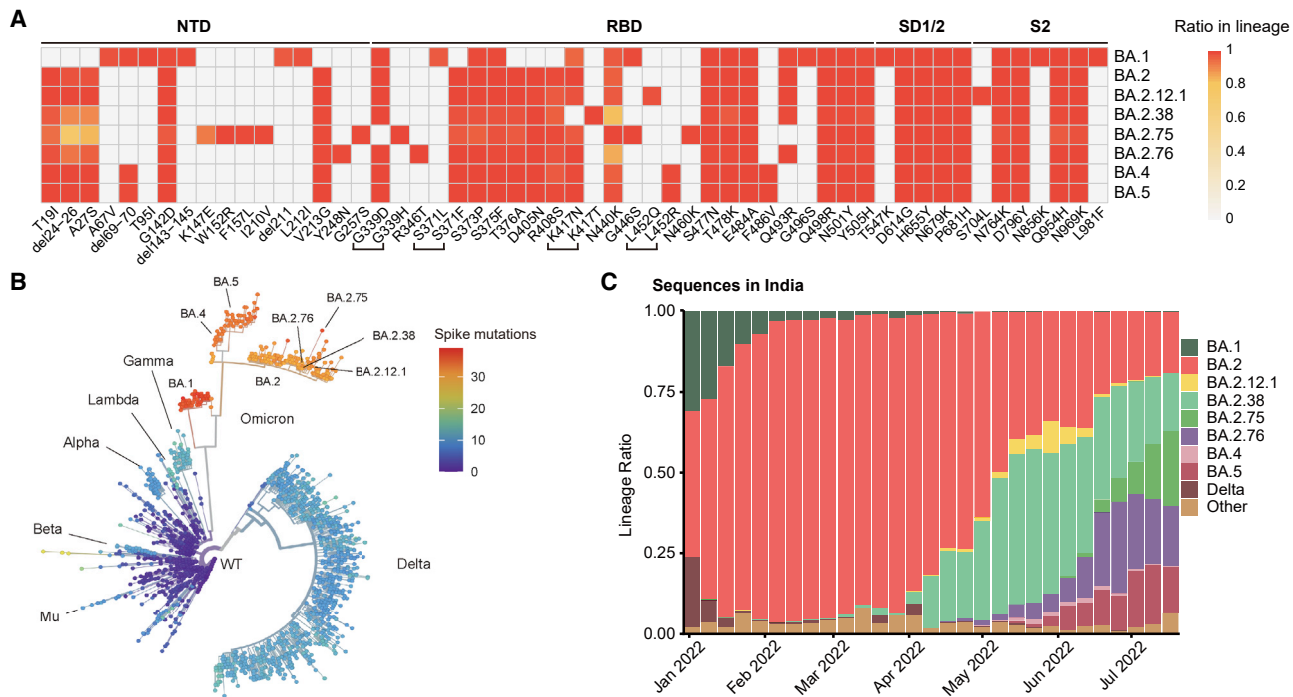 A
NTD RBD SD1/2 S2
Ratio in lineage
1
0.8
0.6
0.4
0.2
0
BA.1
BA.2
BA.2.12.1
BA.2.38
BA.2.75
BA.2.76
BA.4
BA.5
T19I
del24-26
A27S
A67V
del69-70
T95I
G142D
del143-145
K147E
W152R
F157L
I210V
del211
L212I
V213G
Y248N
G257S
G339D
G339H
R346T
S371L
S371F
S373P
S375F
T376A
D405N
R408S
K417N
K417T
N440K
G446S
L452Q
L452R
N460K
S477N
T478K
E484A
F486V
Q493R
G496S
Q498R
N501Y
Y505H
T547K
D614G
H655Y
N679K
P681H
S704L
N764K
D796Y
N856K
Q954H
N969K
L981F
B
BA.5
BA.4
BA.2.75
BA.2.76
BA.2.38
BA.2.12.1
BA.2
BA.1
Omicron
Gamma
Lambda
Alpha
Beta
Mu
WT
Delta
Spike mutations
30
20
10
0
C
Sequences in India
Lineage Ratio
1.00
0.75
0.50
0.25
0.00
Jan 2022
Feb 2022
Mar 2022
Apr 2022
May 2022
Jun 2022
Jul 2022
BA.1
BA.2
BA.2.12.1
BA.2.38
BA.2.75
BA.2.76
BA.4
BA.5
Delta
Other